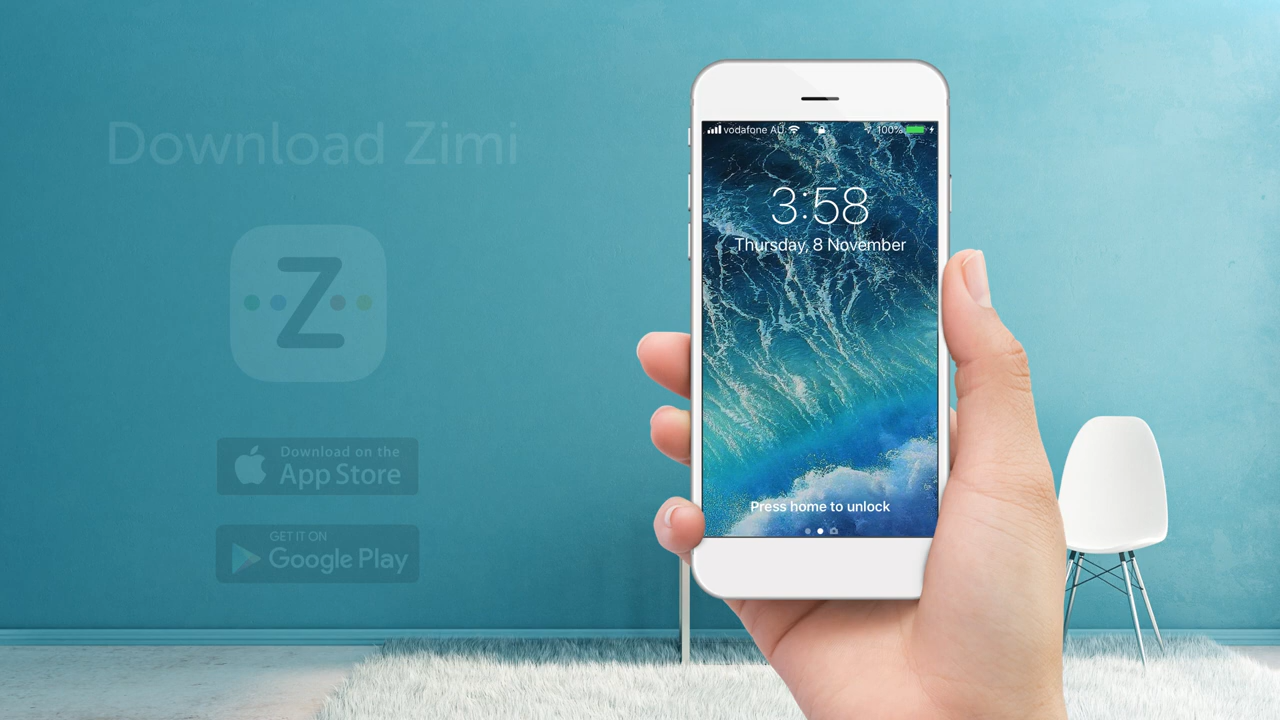 Download Zimi
Z
Download on the
App Store
GET IT ON
Google Play
vodafone AU
100%
3:58
Thursday, 8 November
Press home to unlock